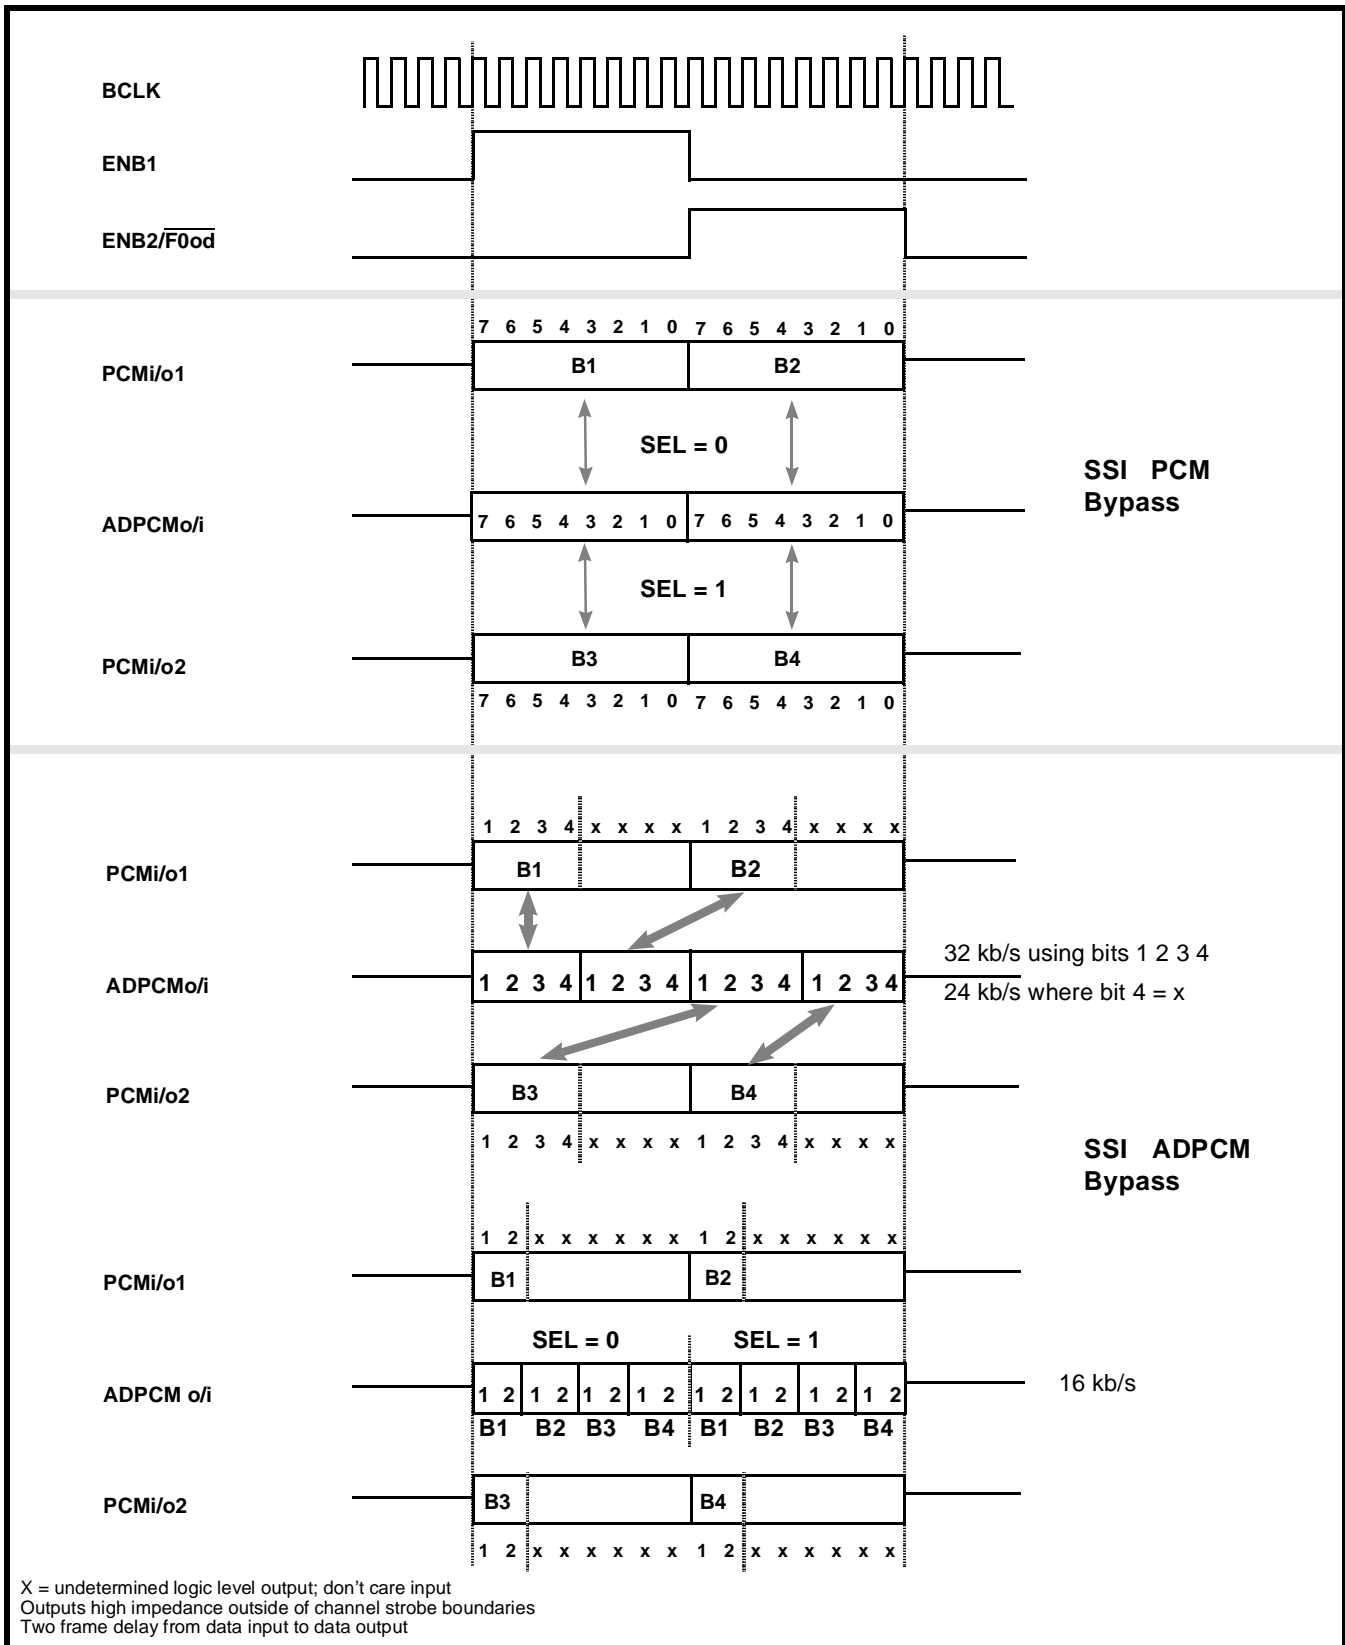 BCLK
ENB1
ENB2/F0od
7 6 5 4 3 2 1 0 7 6 5 4 3 2 1 0
PCMi/o1
B1 B2
SEL = 0
SSI PCM
Bypass
ADPCMo/i
7 6 5 4 3 2 1 0 7 6 5 4 3 2 1 0
SEL = 1
PCMi/o2
B3 B4
7 6 5 4 3 2 1 0 7 6 5 4 3 2 1 0
1 2 3 4 x x x x 1 2 3 4 x x x x
PCMi/o1
B1 B2
32 kb/s using bits 1 2 3 4
ADPCMo/i
1 2 3 4 1 2 3 4 1 2 3 4 1 2 3 4
24 kb/s where bit 4 = x
PCMi/o2
B3 B4
1 2 3 4 x x x x 1 2 3 4 x x x x
SSI ADPCM
Bypass
1 2 x x x x x x 1 2 x x x x x x
PCMi/o1
B1 B2
SEL = 0 SEL = 1
ADPCM o/i
1 2 1 2 1 2 1 2 1 2 1 2 1 2 1 2
16 kb/s
B1 B2 B3 B4 B1 B2 B3 B4
PCMi/o2
B3 B4
1 2 x x x x x x 1 2 x x x x x x
X = undetermined logic level output; don't care input
Outputs high impedance outside of channel strobe boundaries
Two frame delay from data input to data output